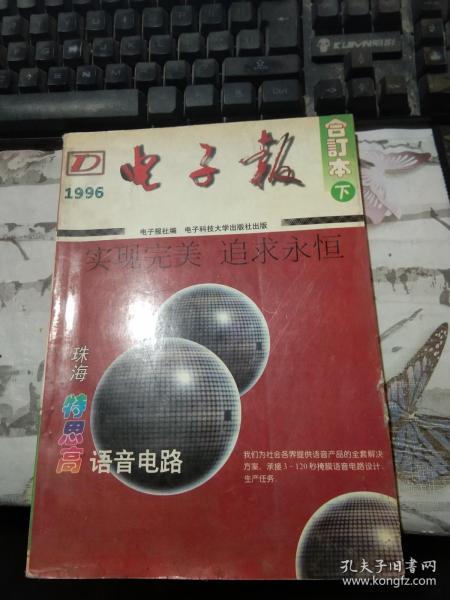 D
1996
电子报
合訂本
下
电子报社编 电子科技大学出版社出版
实现完美 追求永恒
珠海
特思高
语音电路
我们为社会各界提供语音产品的全套解决
方案，承接3-120秒掩膜语音电路设计、
生产任务。
孔夫子旧书网
www.kongfz.com